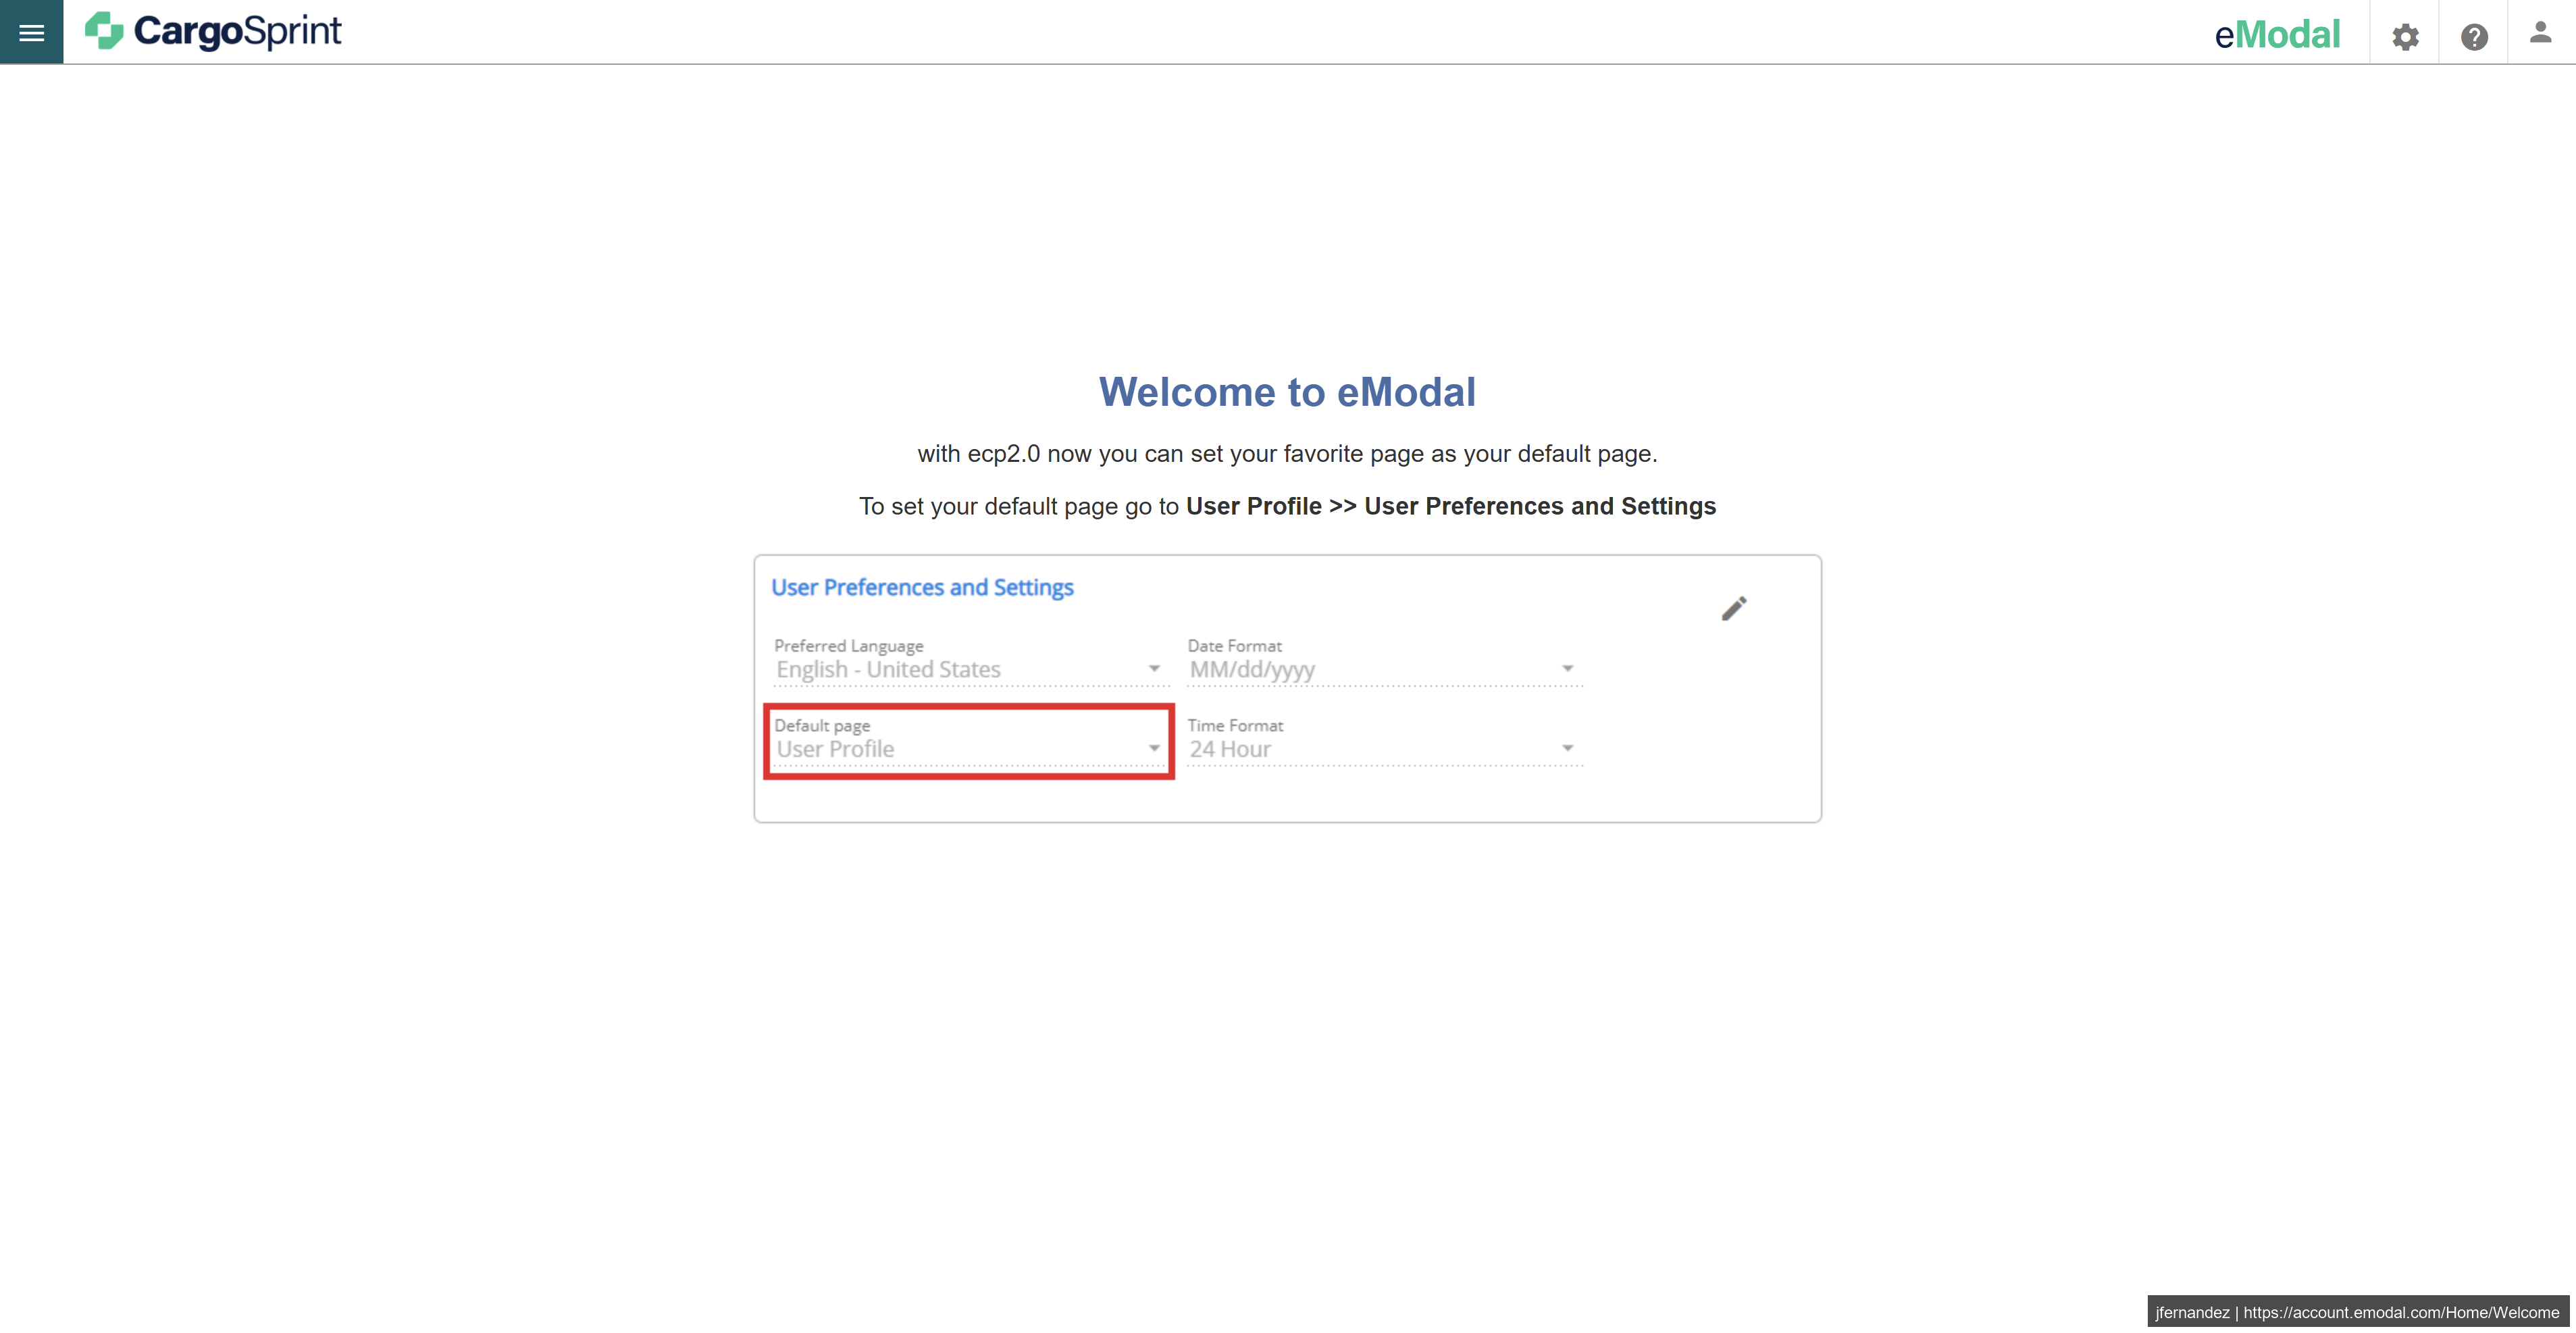 CargoSprint
eModal
Welcome to eModal
with ecp2.0 now you can set your favorite page as your default page.
To set your default page go to User Profile >> User Preferences and Settings
User Preferences and Settings
Preferred Language
English - United States
Date Format
MM/dd/yyyy
Default page
User Profile
Time Format
24 Hour
jfernandez | https://account.emodal.com/Home/Welcome